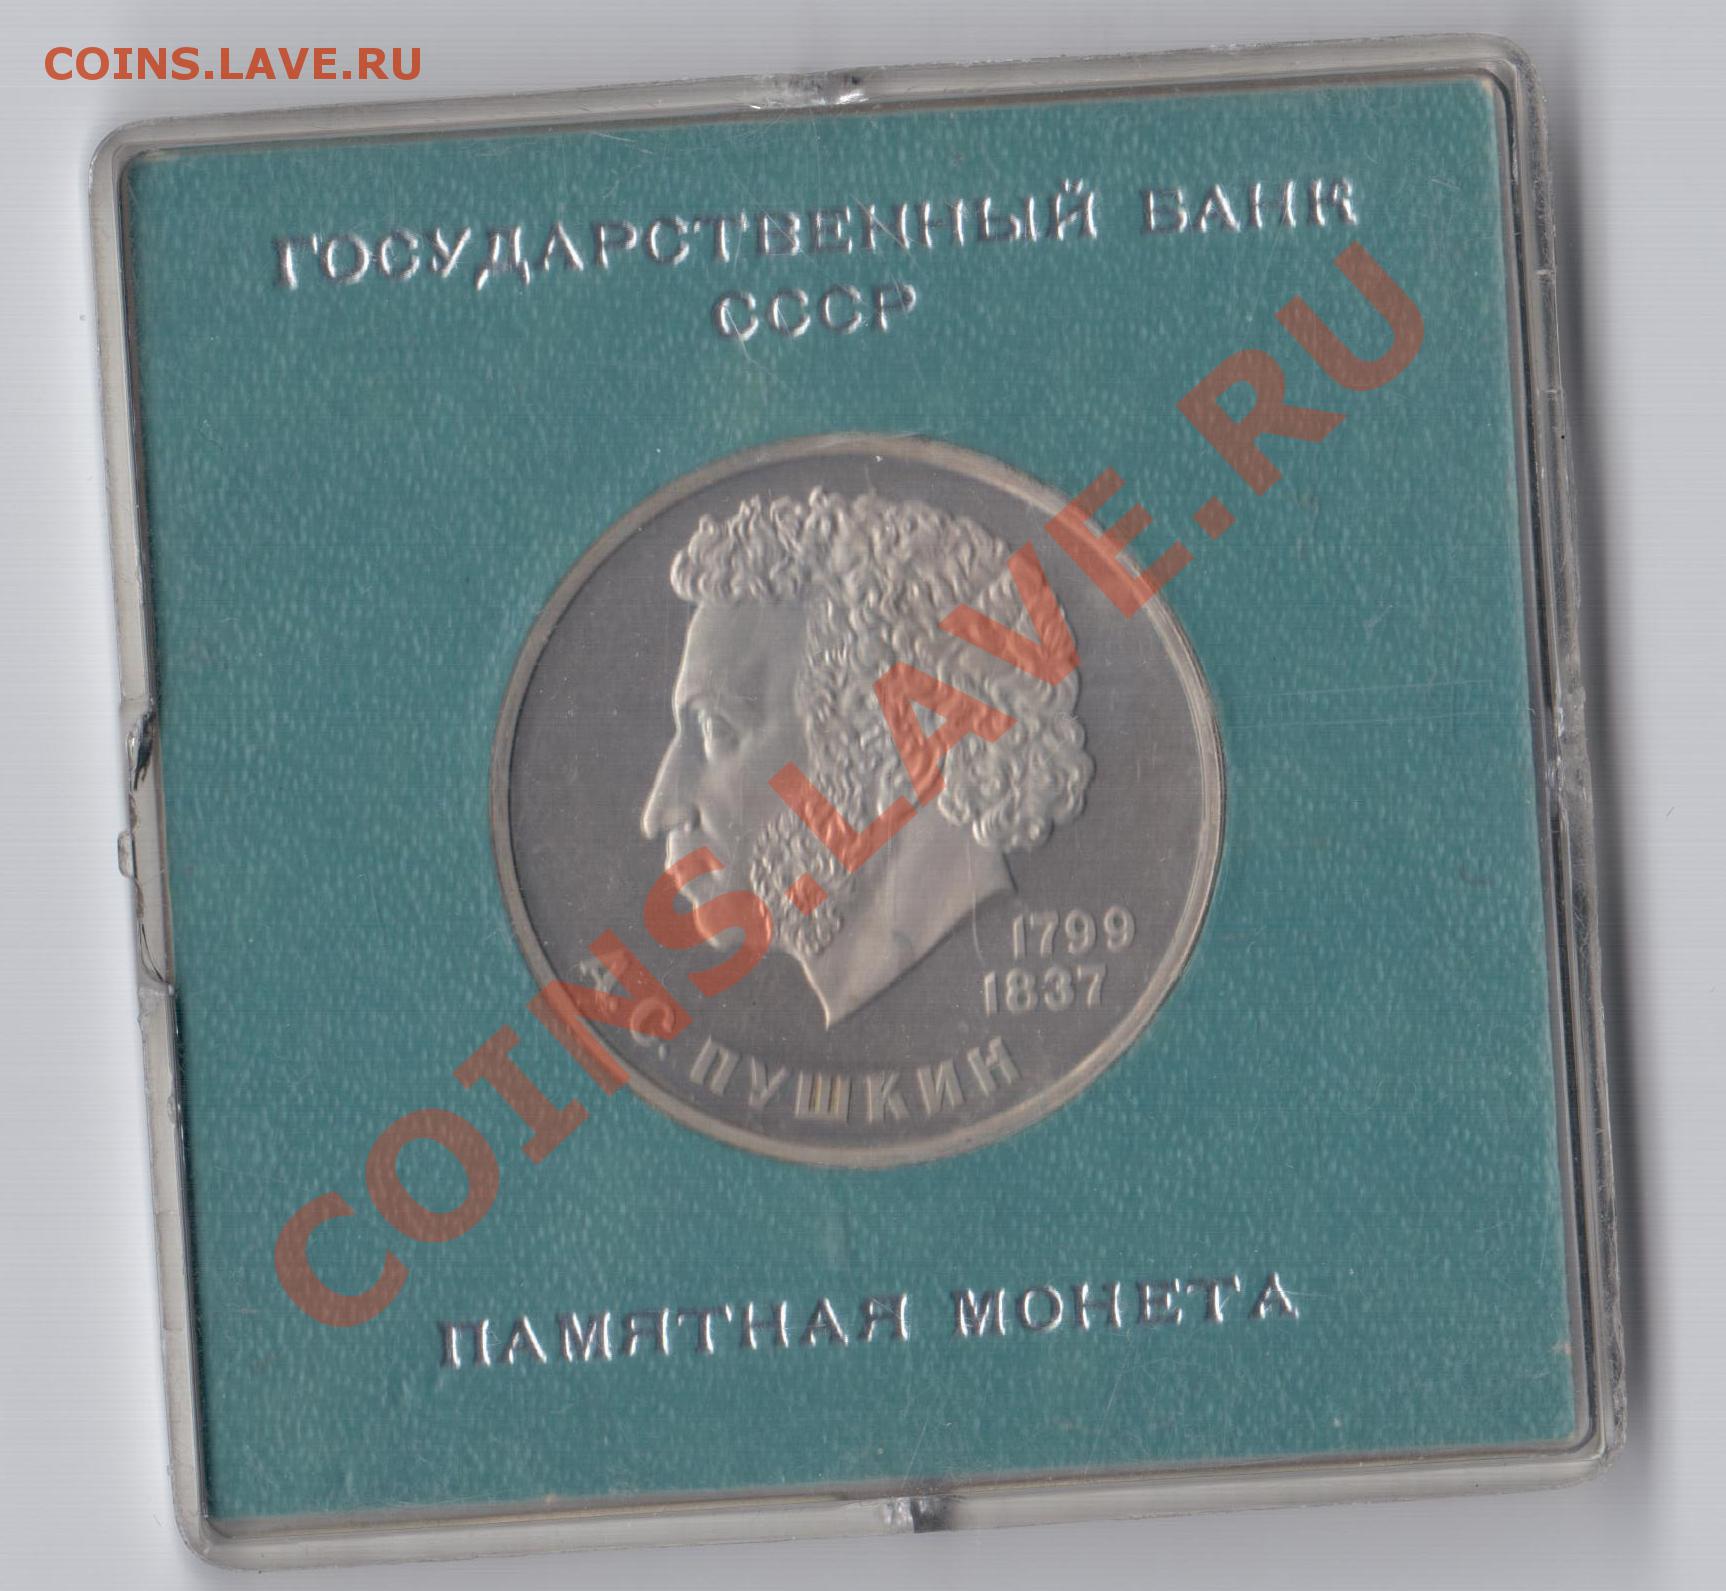 COINS.LAVE.RU
ГОСУДАРСТВЕННЫЙ БАНК
СССР
1799
1837
А.С. ПУШКИН
ПАМЯТНАЯ МОНЕТА
COINS.LAVE.RU